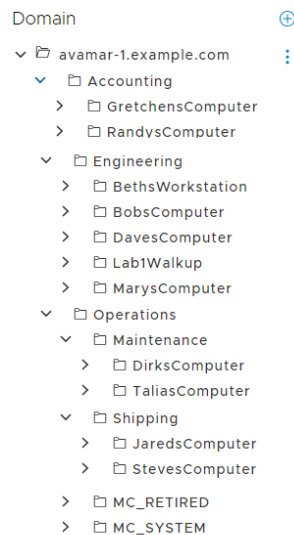 Domain
avamar-1.example.com
Accounting
GretchensComputer
RandysComputer
Engineering
BethsWorkstation
BobsComputer
DavesComputer
Lab1Walkup
MarysComputer
Operations
Maintenance
DirksComputer
TaliasComputer
Shipping
JaredsComputer
StevesComputer
MC_RETIRED
MC_SYSTEM